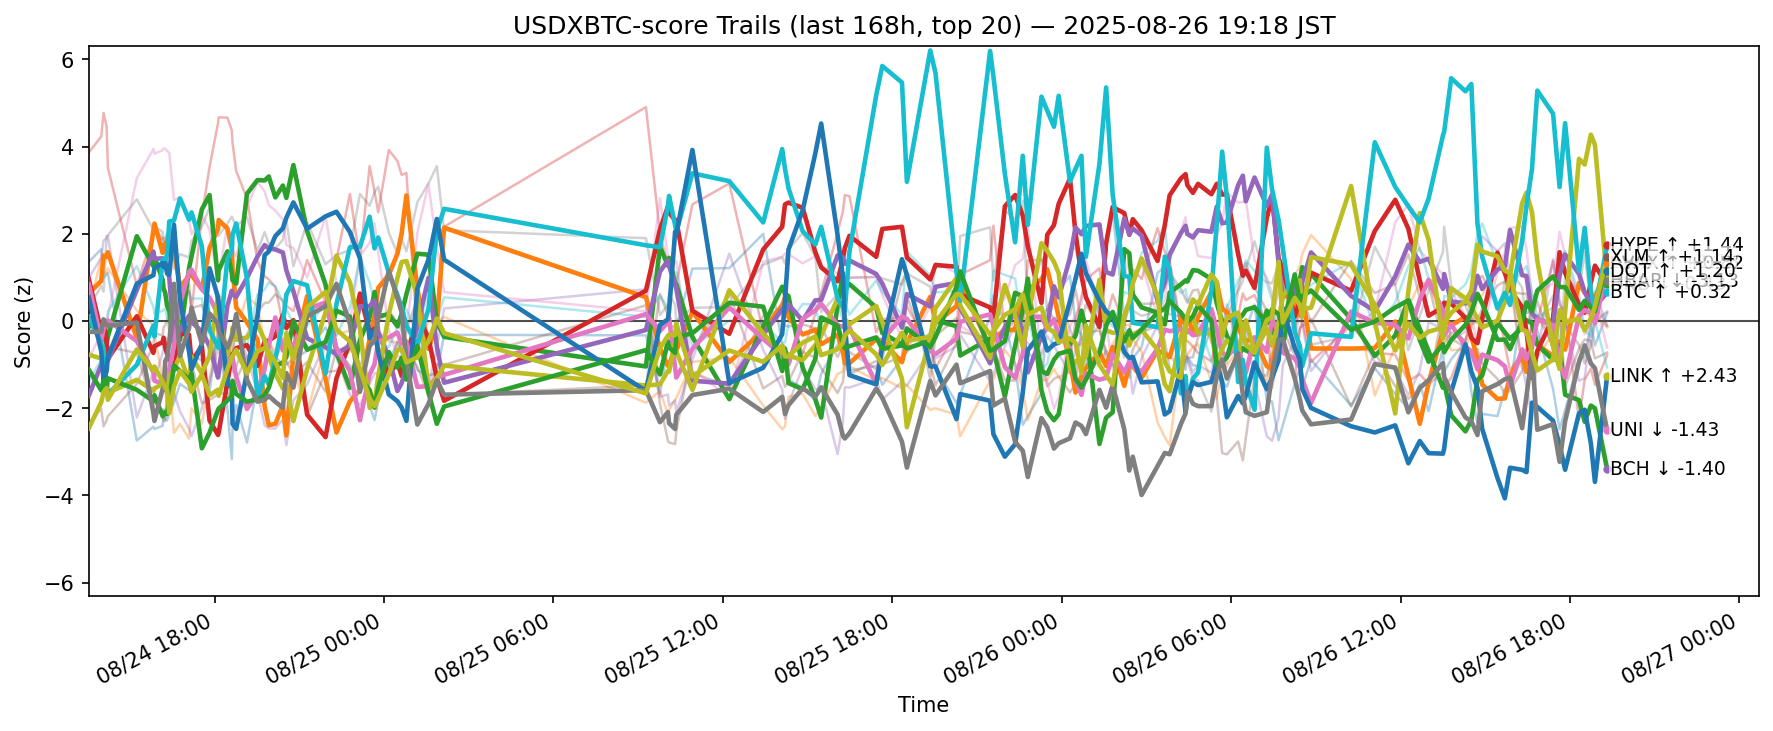 USDXBTC-score Trails (last 168h, top 20) — 2025-08-26 19:18 JST
Score (z)
6
4
2
0
−2
−4
−6
HYPE ↑ +1.44
XLM ↑ +1.14
DOT ↑ +1.20
BTC ↑ +0.32
LINK ↑ +2.43
UNI ↓ -1.43
BCH ↓ -1.40
08/24 18:00
08/25 00:00
08/25 06:00
08/25 12:00
08/25 18:00
08/26 00:00
08/26 06:00
08/26 12:00
08/26 18:00
08/27 00:00
Time